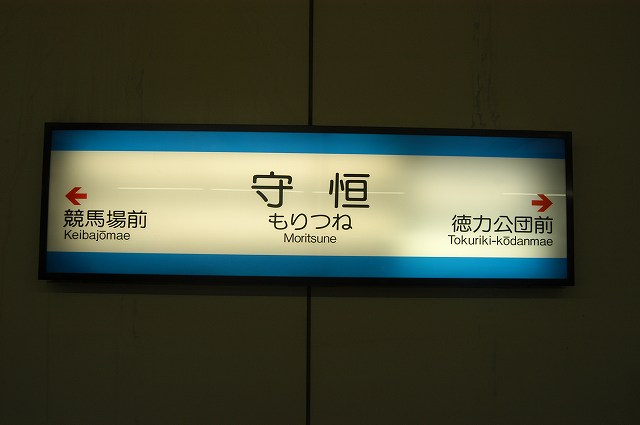 守 恒
もりつね
Moritsune
← 競馬場前
Keibajōmae
→ 徳力公団前
Tokuriki-kōdanmae